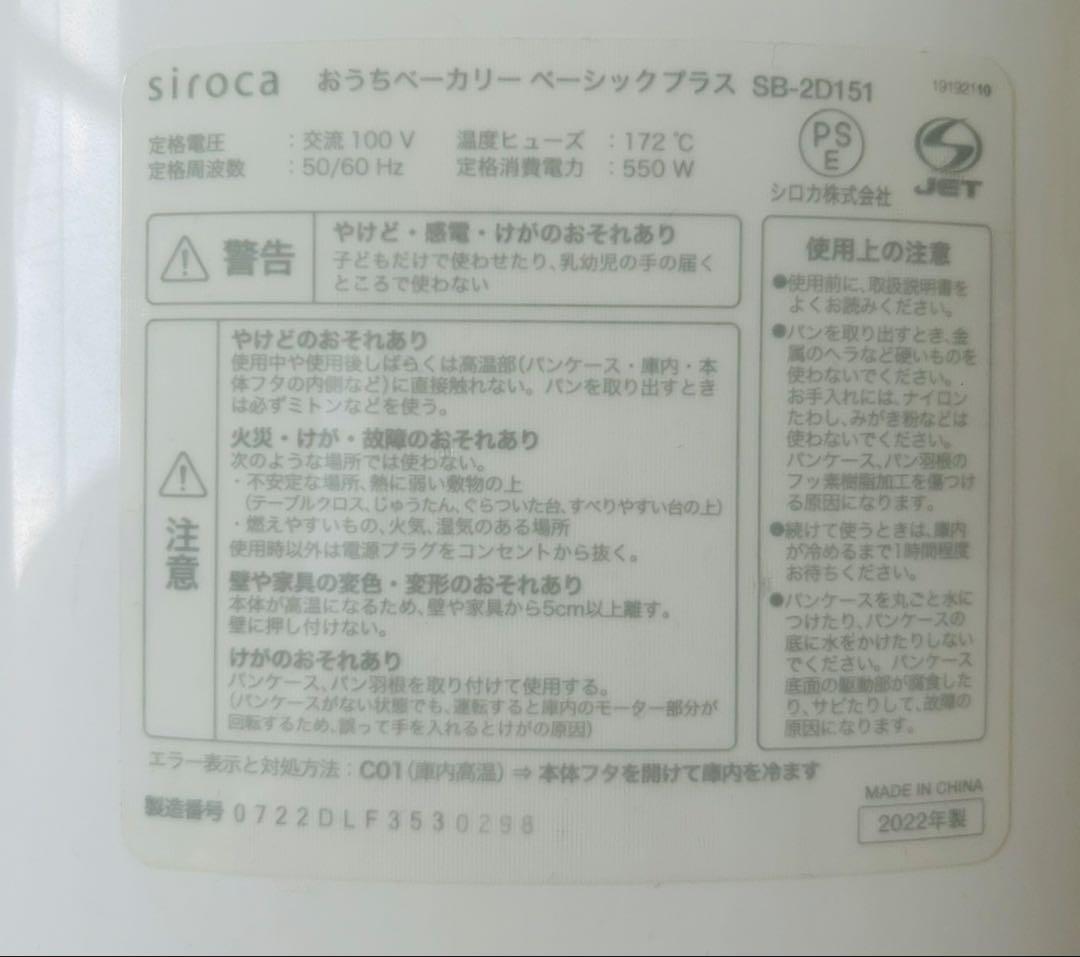 siroca おうちベーカリー ベーシックプラス SB-2D151
19192110
定格電圧 : 交流 100 V 温度ヒューズ : 172 ℃
定格周波数 : 50/60 Hz 定格消費電力 : 550 W
PS
E
シロカ株式会社
JET
警告
やけど・感電・けがのおそれあり
子どもだけで使わせたり、乳幼児の手の届く
ところで使わない
注意
やけどのおそれあり
使用中や使用後しばらくは高温部(パンケース・庫内・本
体フタの内側など)に直接触れない。パンを取り出すとき
は必ずミトンなどを使う。
火災・けが・故障のおそれあり
次のような場所では使わない。
・不安定な場所、熱に弱い敷物の上
(テーブルクロス、じゅうたん、ぐらついた台、すべりやすい台の上)
・燃えやすいもの、火気、湿気のある場所
使用時以外は電源プラグをコンセントから抜く。
壁や家具の変色・変形のおそれあり
本体が高温になるため、壁や家具から5cm以上離す。
壁に押し付けない。
けがのおそれあり
パンケース、パン羽根を取り付けて使用する。
(パンケースがない状態でも、運転すると庫内のモーター部分が
回転するため、誤って手を入れるとけがの原因)
使用上の注意
●使用前に、取扱説明書を
よくお読みください。
●パンを取り出すとき、金
属のヘラなど硬いものを
使わないでください。
お手入れには、ナイロン
たわし、みがき粉などは
使わないでください。
パンケース、パン羽根の
フッ素樹脂加工を傷つけ
る原因になります。
●続けて使うときは、庫内
が冷めるまで1時間程度
お待ちください。
●パンケースを丸ごと水に
つけたり、パンケースの
底に水をかけたりしない
でください。パンケース
底面の駆動部が腐食した
り、サビたりして、故障の
原因になります。
エラー表示と対処方法 : C01 (庫内高温) ⇒ 本体フタを開けて庫内を冷ます
製造番号 0722DLF3530298
MADE IN CHINA
2022年製